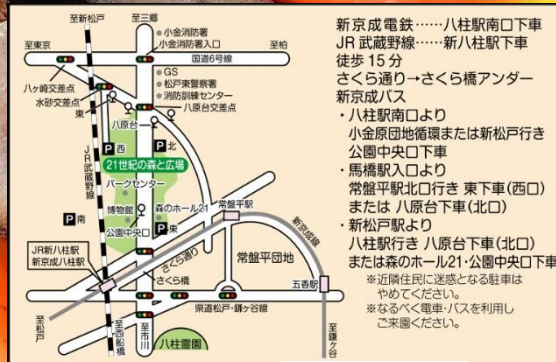 至新松戸
至三郷
至東京
小金消防署
小金消防署入口
国道6号線
至柏
八ヶ崎交差点
水砂交差点
東
GS
松戸東警察署
消防訓練センター
八原台交差点
八原台
P 西
P 北
JR武蔵野線
21世紀の森と広場
パークセンター
博物館
森のホール21
常盤平駅
P 南
公園中央口
P 東
新京成線
JR新八柱駅
新京成八柱駅
さくら通り
さくら橋
常盤平団地
五香駅
県道松戸・鎌ヶ谷線
至松戸
至西船橋
至市川
八柱霊園
至鎌ヶ谷
新京成電鉄……八柱駅南口下車
JR 武蔵野線……新八柱駅下車
徒歩 15 分
さくら通り→さくら橋アンダー
新京成バス
・八柱駅南口より
小金原団地循環または新松戸行き
公園中央口下車
・馬橋駅入口より
常盤平駅北口行き 東下車(西口)
または 八原台下車(北口)
・新松戸駅より
八柱駅行き 八原台下車(北口)
または森のホール21・公園中央口下車
※近隣住民に迷惑となる駐車は
やめてください。
※なるべく電車・バスを利用し
ご来園ください。